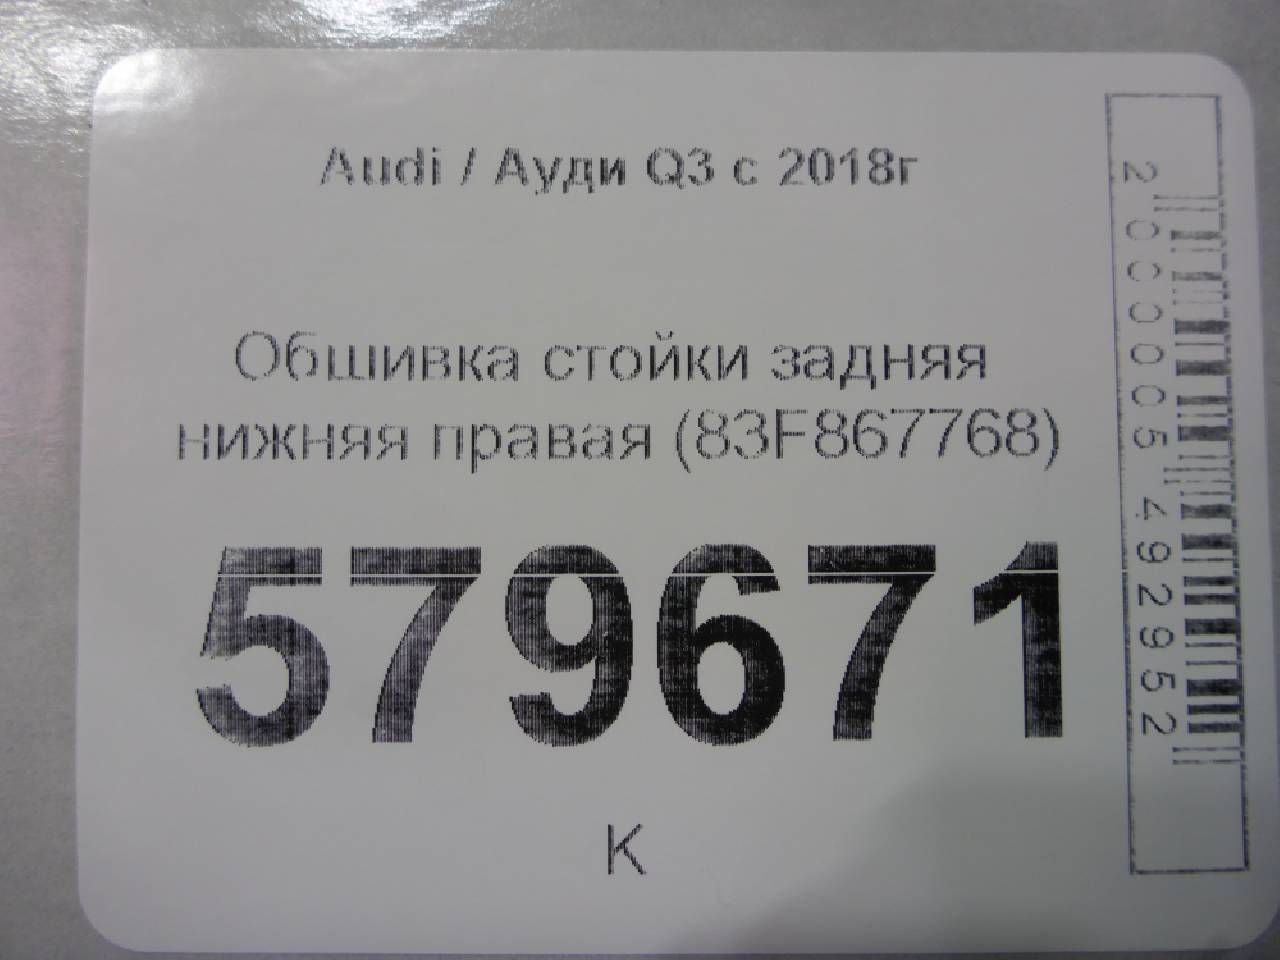 Audi / Ауди Q3 с 2018г
Обшивка стойки задняя
нижняя правая (83F867768)
579671
К
2000005492952